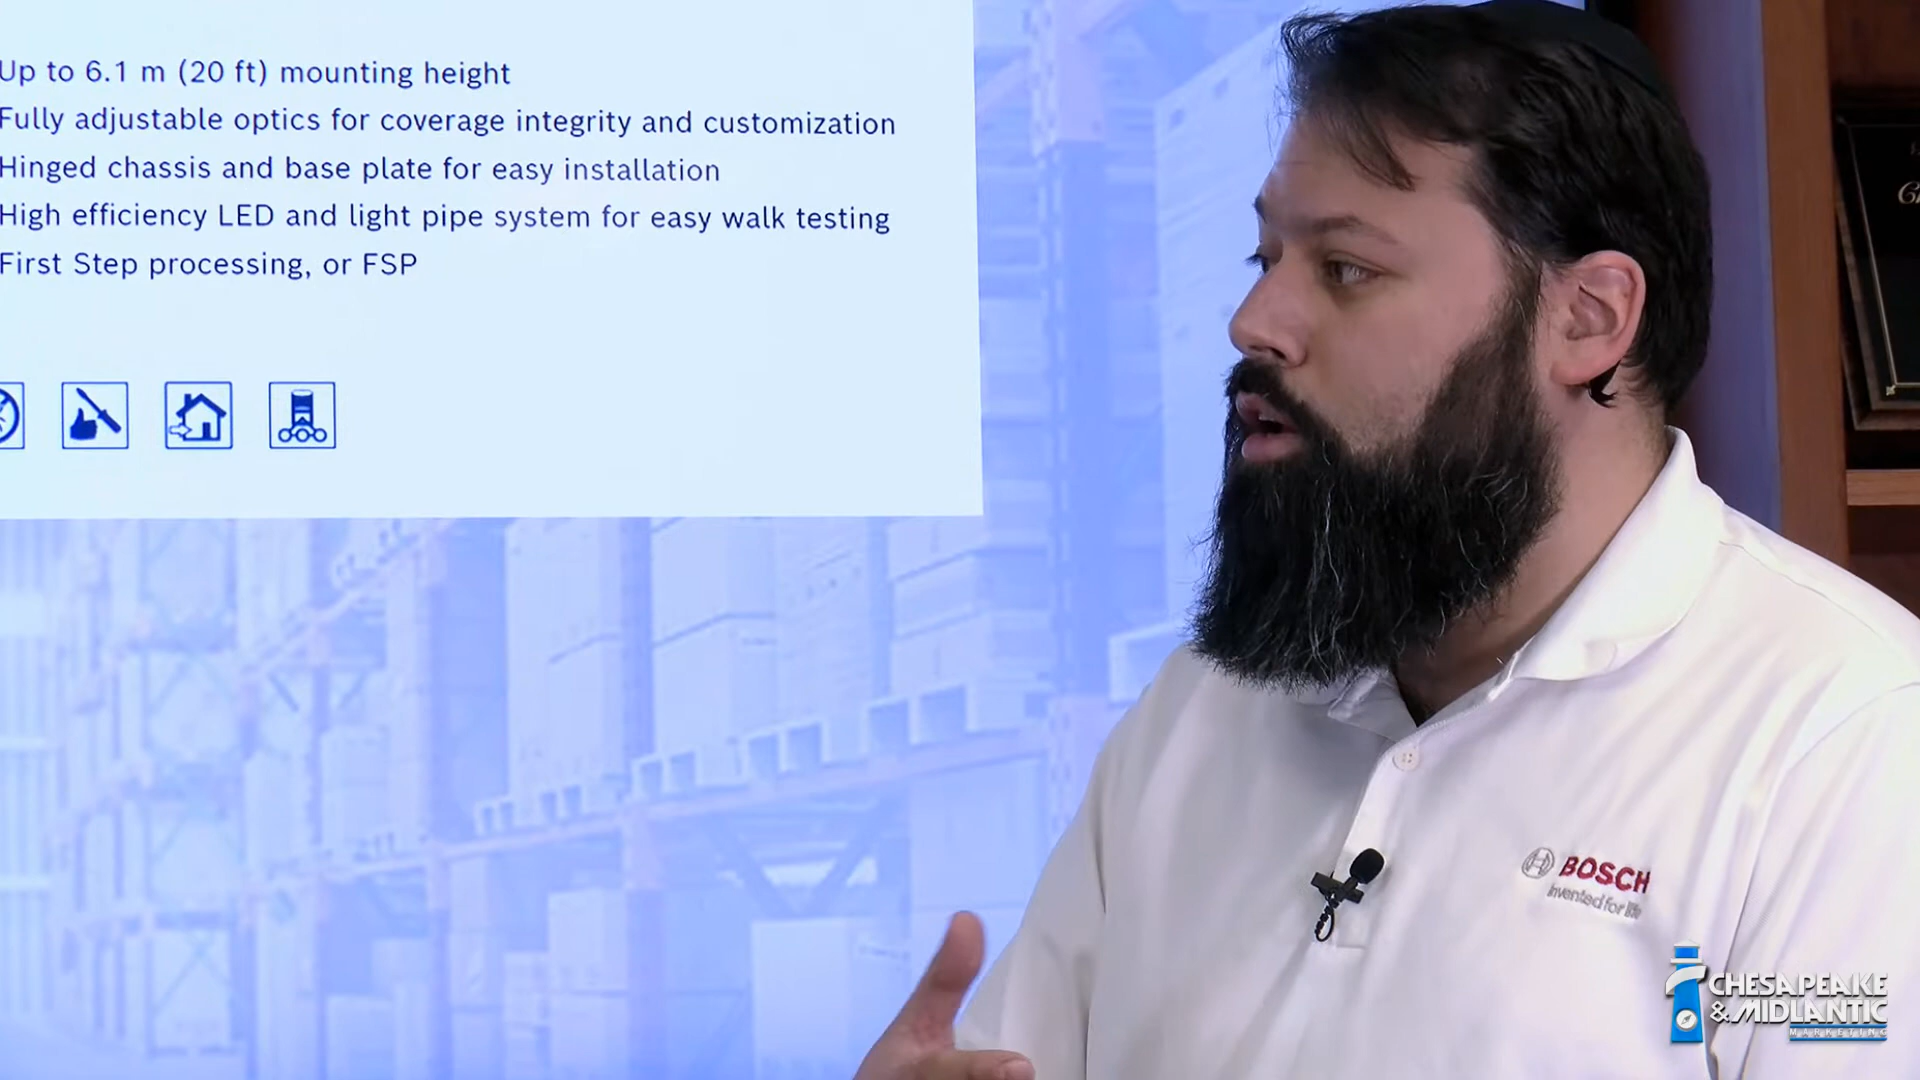 Up to 6.1 m (20 ft) mounting height
Fully adjustable optics for coverage integrity and customization
Hinged chassis and base plate for easy installation
High efficiency LED and light pipe system for easy walk testing
First Step processing, or FSP
BOSCH
Invented for life
CHESAPEAKE
& MIDLANTIC
MARKETING